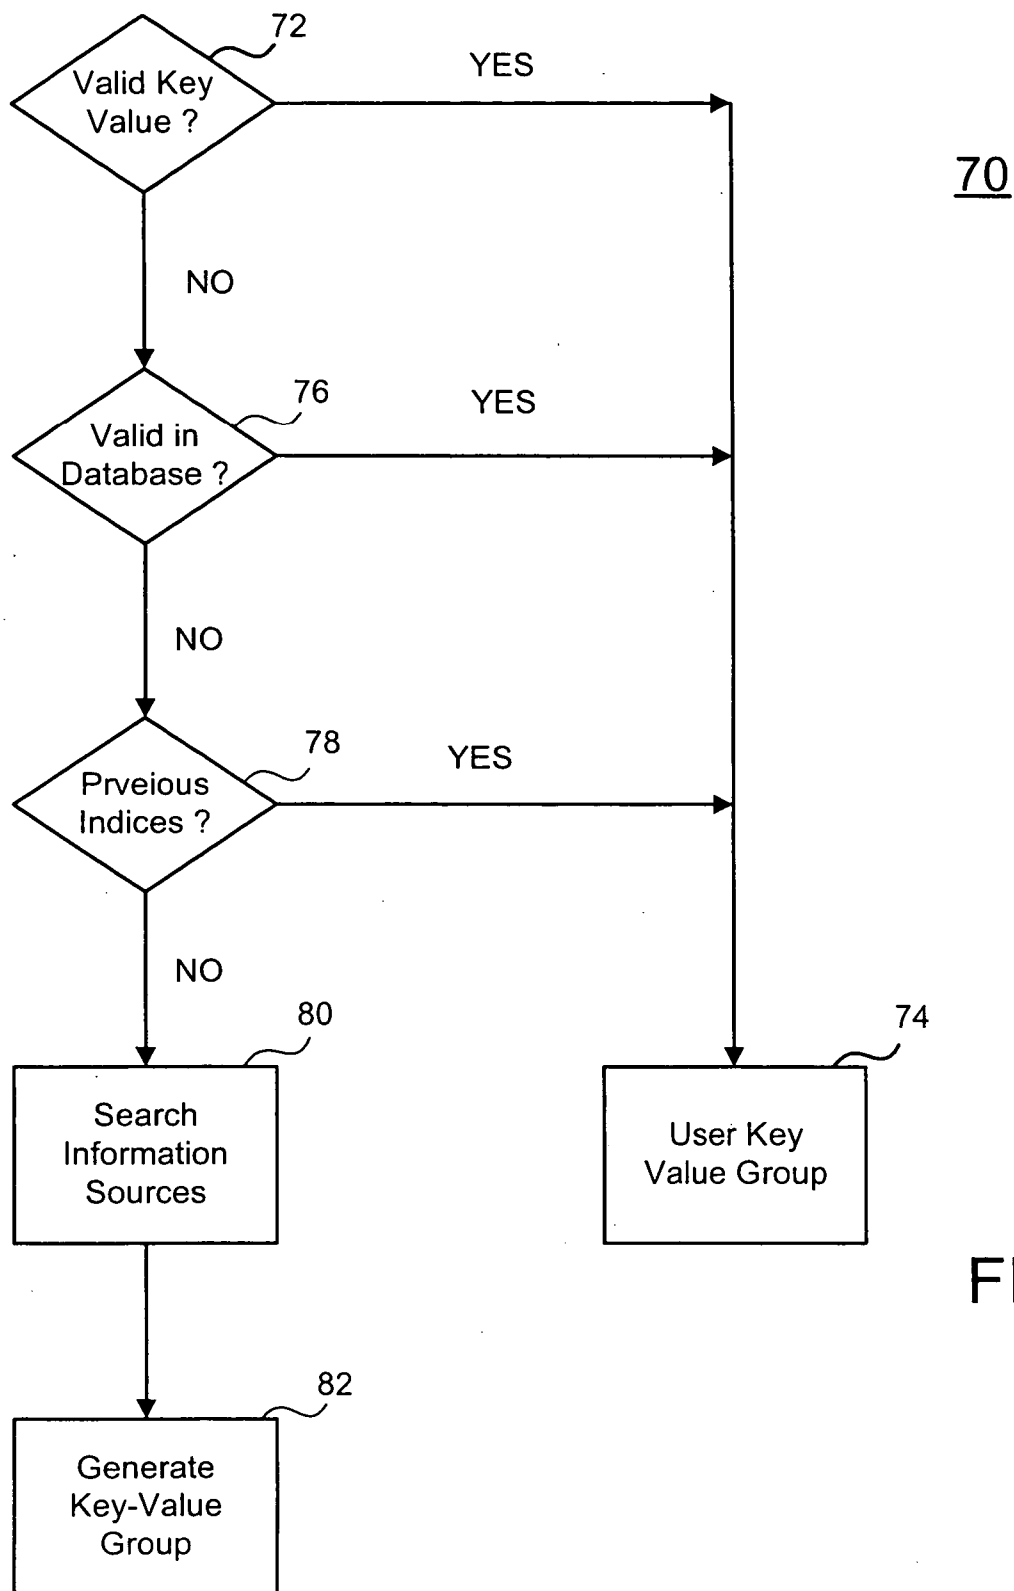 72
Valid Key
Value ?
YES
70
NO
76
Valid in
Database ?
YES
NO
78
Prveious
Indices ?
YES
NO
80
Search
Information
Sources
74
User Key
Value Group
82
Generate
Key-Value
Group